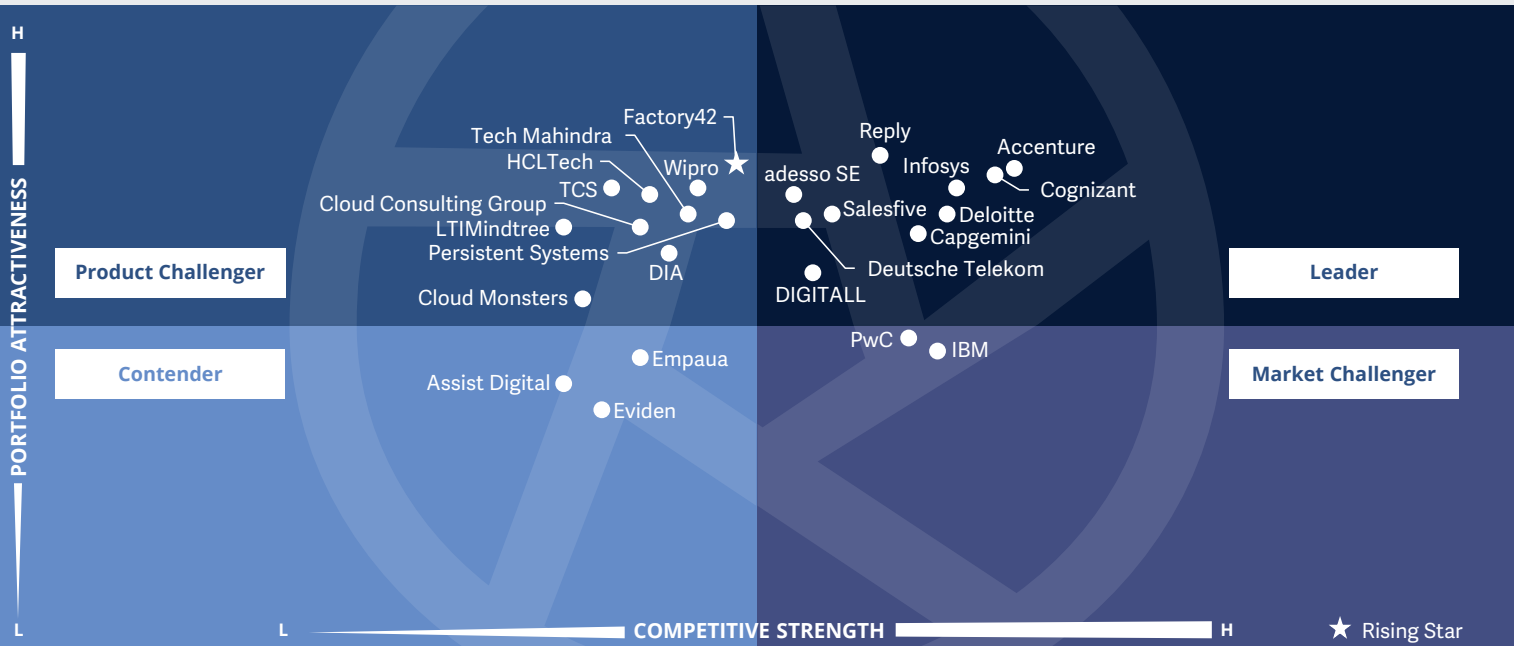 H
Factory42
Reply
Tech Mahindra
Accenture
HCLTech
Wipro
Infosys
adesso SE
TCS
Cognizant
Cloud Consulting Group
Salesfive
Deloitte
LTIMindtree
Capgemini
Persistent Systems
DIA
Deutsche Telekom
Product Challenger
Leader
DIGITALL
Cloud Monsters
PORTFOLIO ATTRACTIVENESS
PwC
IBM
Empaua
Contender
Assist Digital
Market Challenger
Eviden
L
L
COMPETITIVE STRENGTH
H
Rising Star